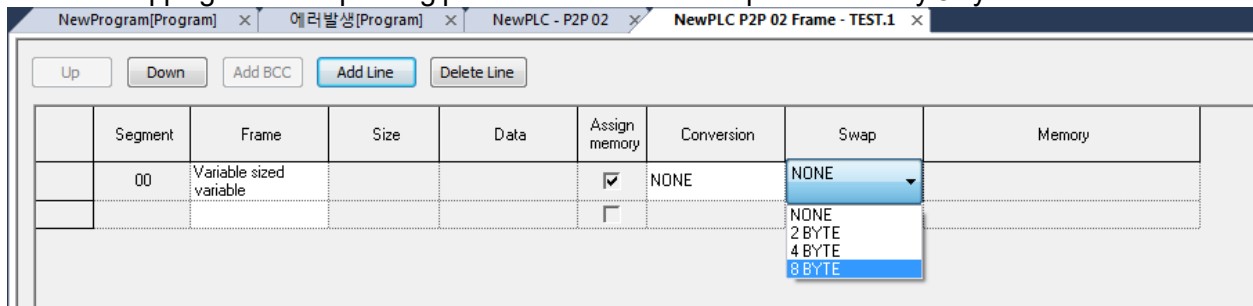 NewProgram[Program] × 에러발생[Program] × NewPLC - P2P 02 × NewPLC P2P 02 Frame - TEST.1 ×
Up Down Add BCC Add Line Delete Line
Segment Frame Size Data Assign memory Conversion Swap Memory
00 Variable sized variable NONE NONE
NONE
2 BYTE
4 BYTE
8 BYTE